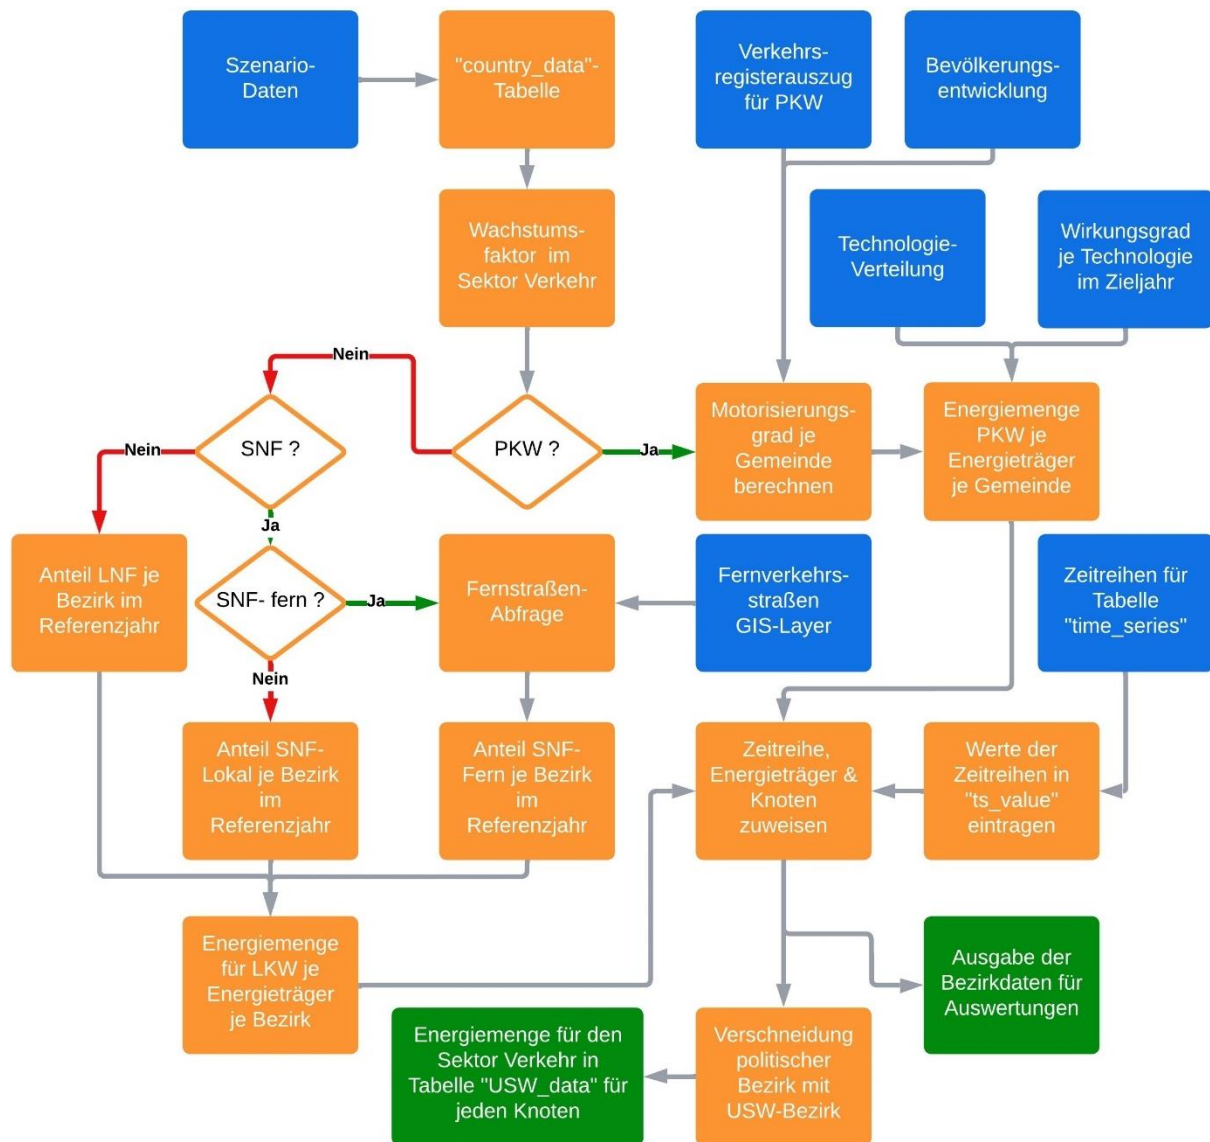 Szenario-
Daten
"country_data"-
Tabelle
Verkehrs-
registerauszug
für PKW
Bevölkerungs-
entwicklung
Wachstums-
faktor im
Sektor Verkehr
Technologie-
Verteilung
Wirkungsgrad
je Technologie
im Zieljahr
Nein
SNF ?
PKW ?
Ja
Motorisierungs-
grad je
Gemeinde
berechnen
Energiemenge
PKW je
Energieträger
je Gemeinde
Nein
Ja
Anteil LNF je
Bezirk im
Referenzjahr
SNF- fern ?
Ja
Fernstraßen-
Abfrage
Fernverkehrs-
straßen
GIS-Layer
Zeitreihen für
Tabelle
"time_series"
Nein
Anteil SNF-
Lokal je Bezirk
im
Referenzjahr
Anteil SNF-
Fern je Bezirk
im
Referenzjahr
Zeitreihe,
Energieträger &
Knoten
zuweisen
Werte der
Zeitreihen in
"ts_value"
eintragen
Energiemenge
für LKW je
Energieträger
je Bezirk
Ausgabe der
Bezirkdaten für
Auswertungen
Energiemenge für den
Sektor Verkehr in
Tabelle "USW_data" für
jeden Knoten
Verschneidung
politischer
Bezirk mit
USW-Bezirk